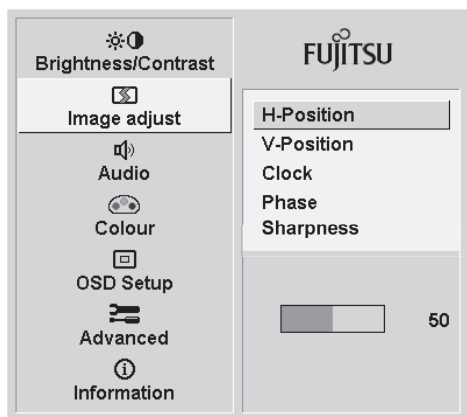 Brightness/Contrast
Image adjust
Audio
Colour
OSD Setup
Advanced
Information
FUJITSU
H-Position
V-Position
Clock
Phase
Sharpness
50